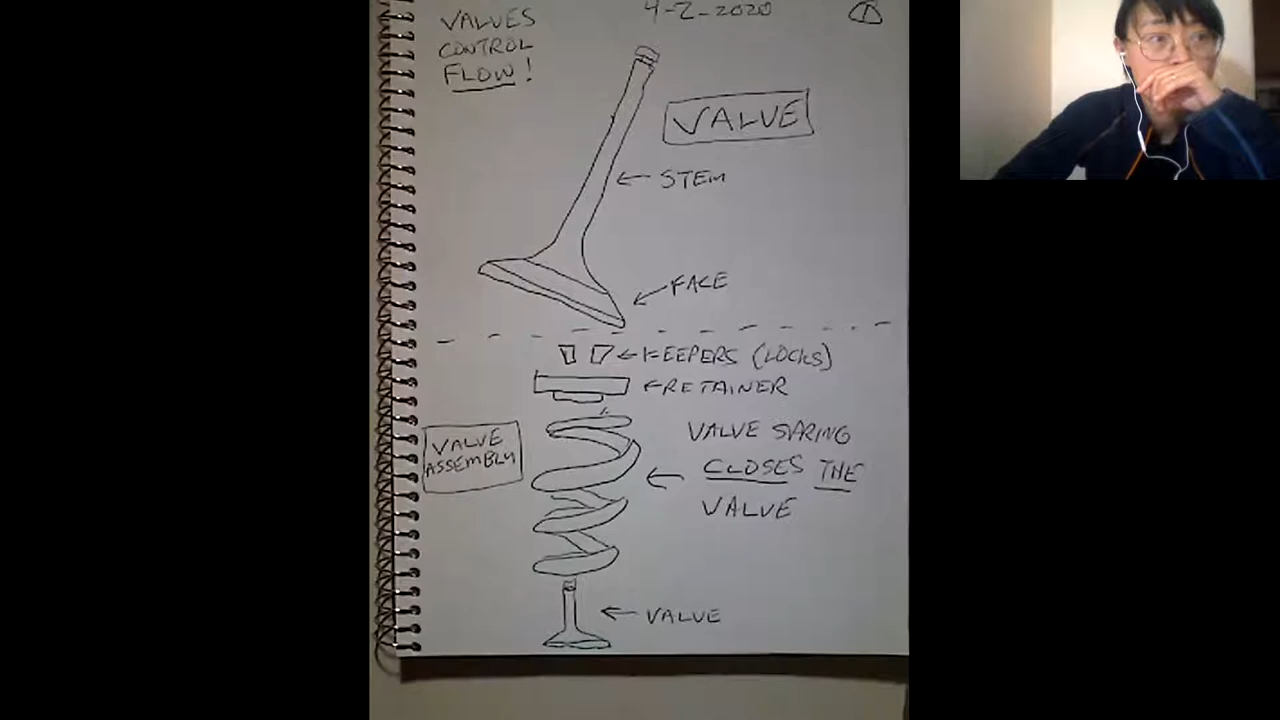 VALUES
CONTROL
FLOW!
4-2-2020
1
VALVE
STEM
FACE
KEEPERS (LOCKS)
RETAINER
VALVE
ASSEMBLY
VALVE SPRING
CLOSES THE
VALVE
VALVE